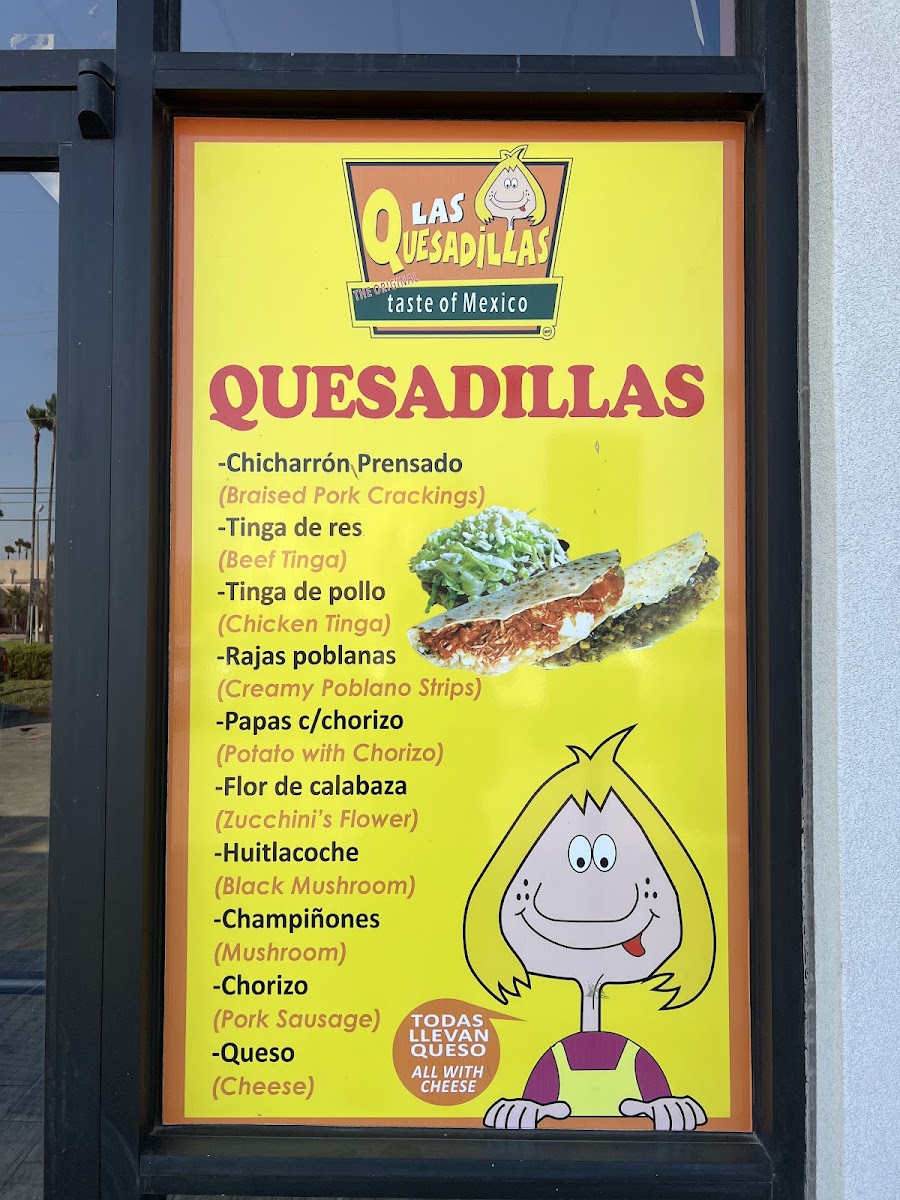 LAS
QUESADILLAS
THE ORIGINAL
taste of Mexico
QUESADILLAS
-Chicharrón Prensado
(Braised Pork Crackings)
-Tinga de res
(Beef Tinga)
-Tinga de pollo
(Chicken Tinga)
-Rajas poblanas
(Creamy Poblano Strips)
-Papas c/chorizo
(Potato with Chorizo)
-Flor de calabaza
(Zucchini's Flower)
-Huitlacoche
(Black Mushroom)
-Champiñones
(Mushroom)
-Chorizo
(Pork Sausage)
-Queso
(Cheese)
TODAS
LLEVAN
QUESO
ALL WITH
CHEESE